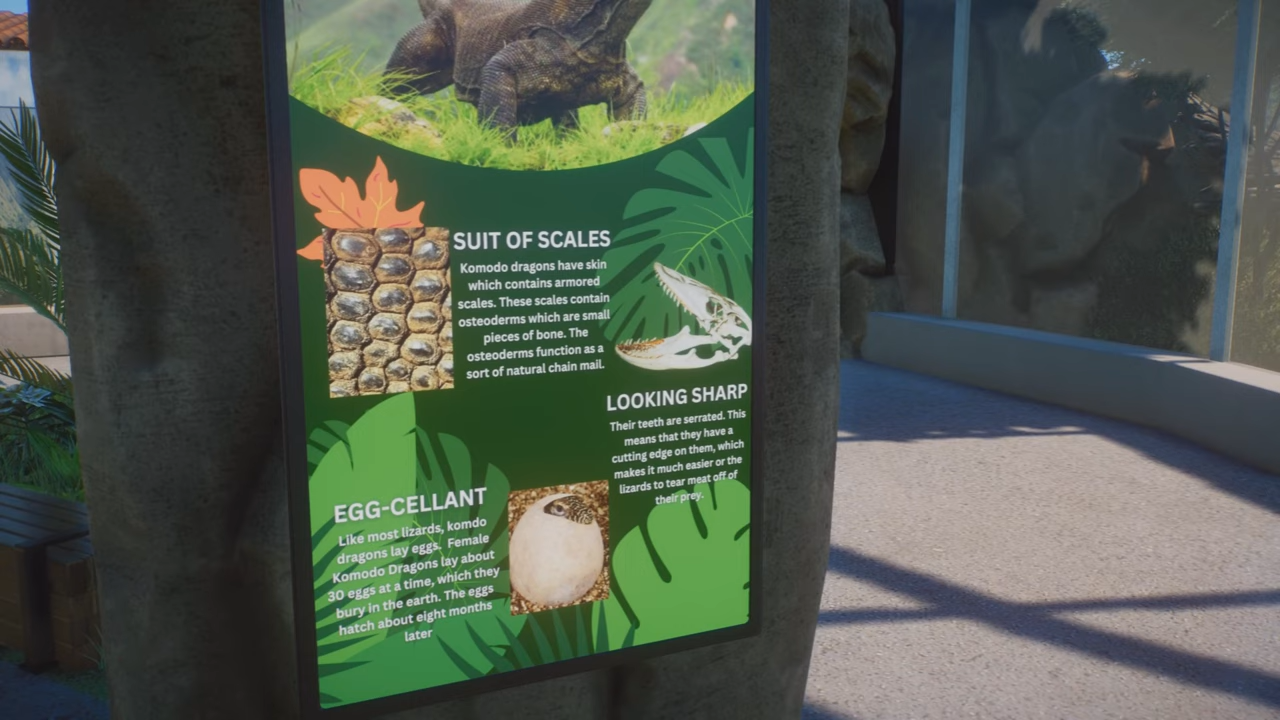 SUIT OF SCALES
Komodo dragons have skin
which contains armored
scales. These scales contain
osteoderms which are small
pieces of bone. The
osteoderms function as a
sort of natural chain mail.
LOOKING SHARP
Their teeth are serrated. This
means that they have a
cutting edge on them, which
makes it much easier or the
lizards to tear meat off of
their prey.
EGG-CELLANT
Like most lizards, komdo
dragons lay eggs. Female
Komodo Dragons lay about
30 eggs at a time, which they
bury in the earth. The eggs
hatch about eight months
later